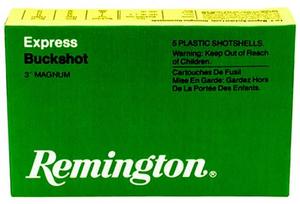 Express
Buckshot
3" MAGNUM
5 PLASTIC SHOTSHELLS.
Warning: Keep Out of Reach
of Children.
Cartouches De Fusil
Mise En Garde: Gardez Hors
De La Portée Des Enfants.
Remington®